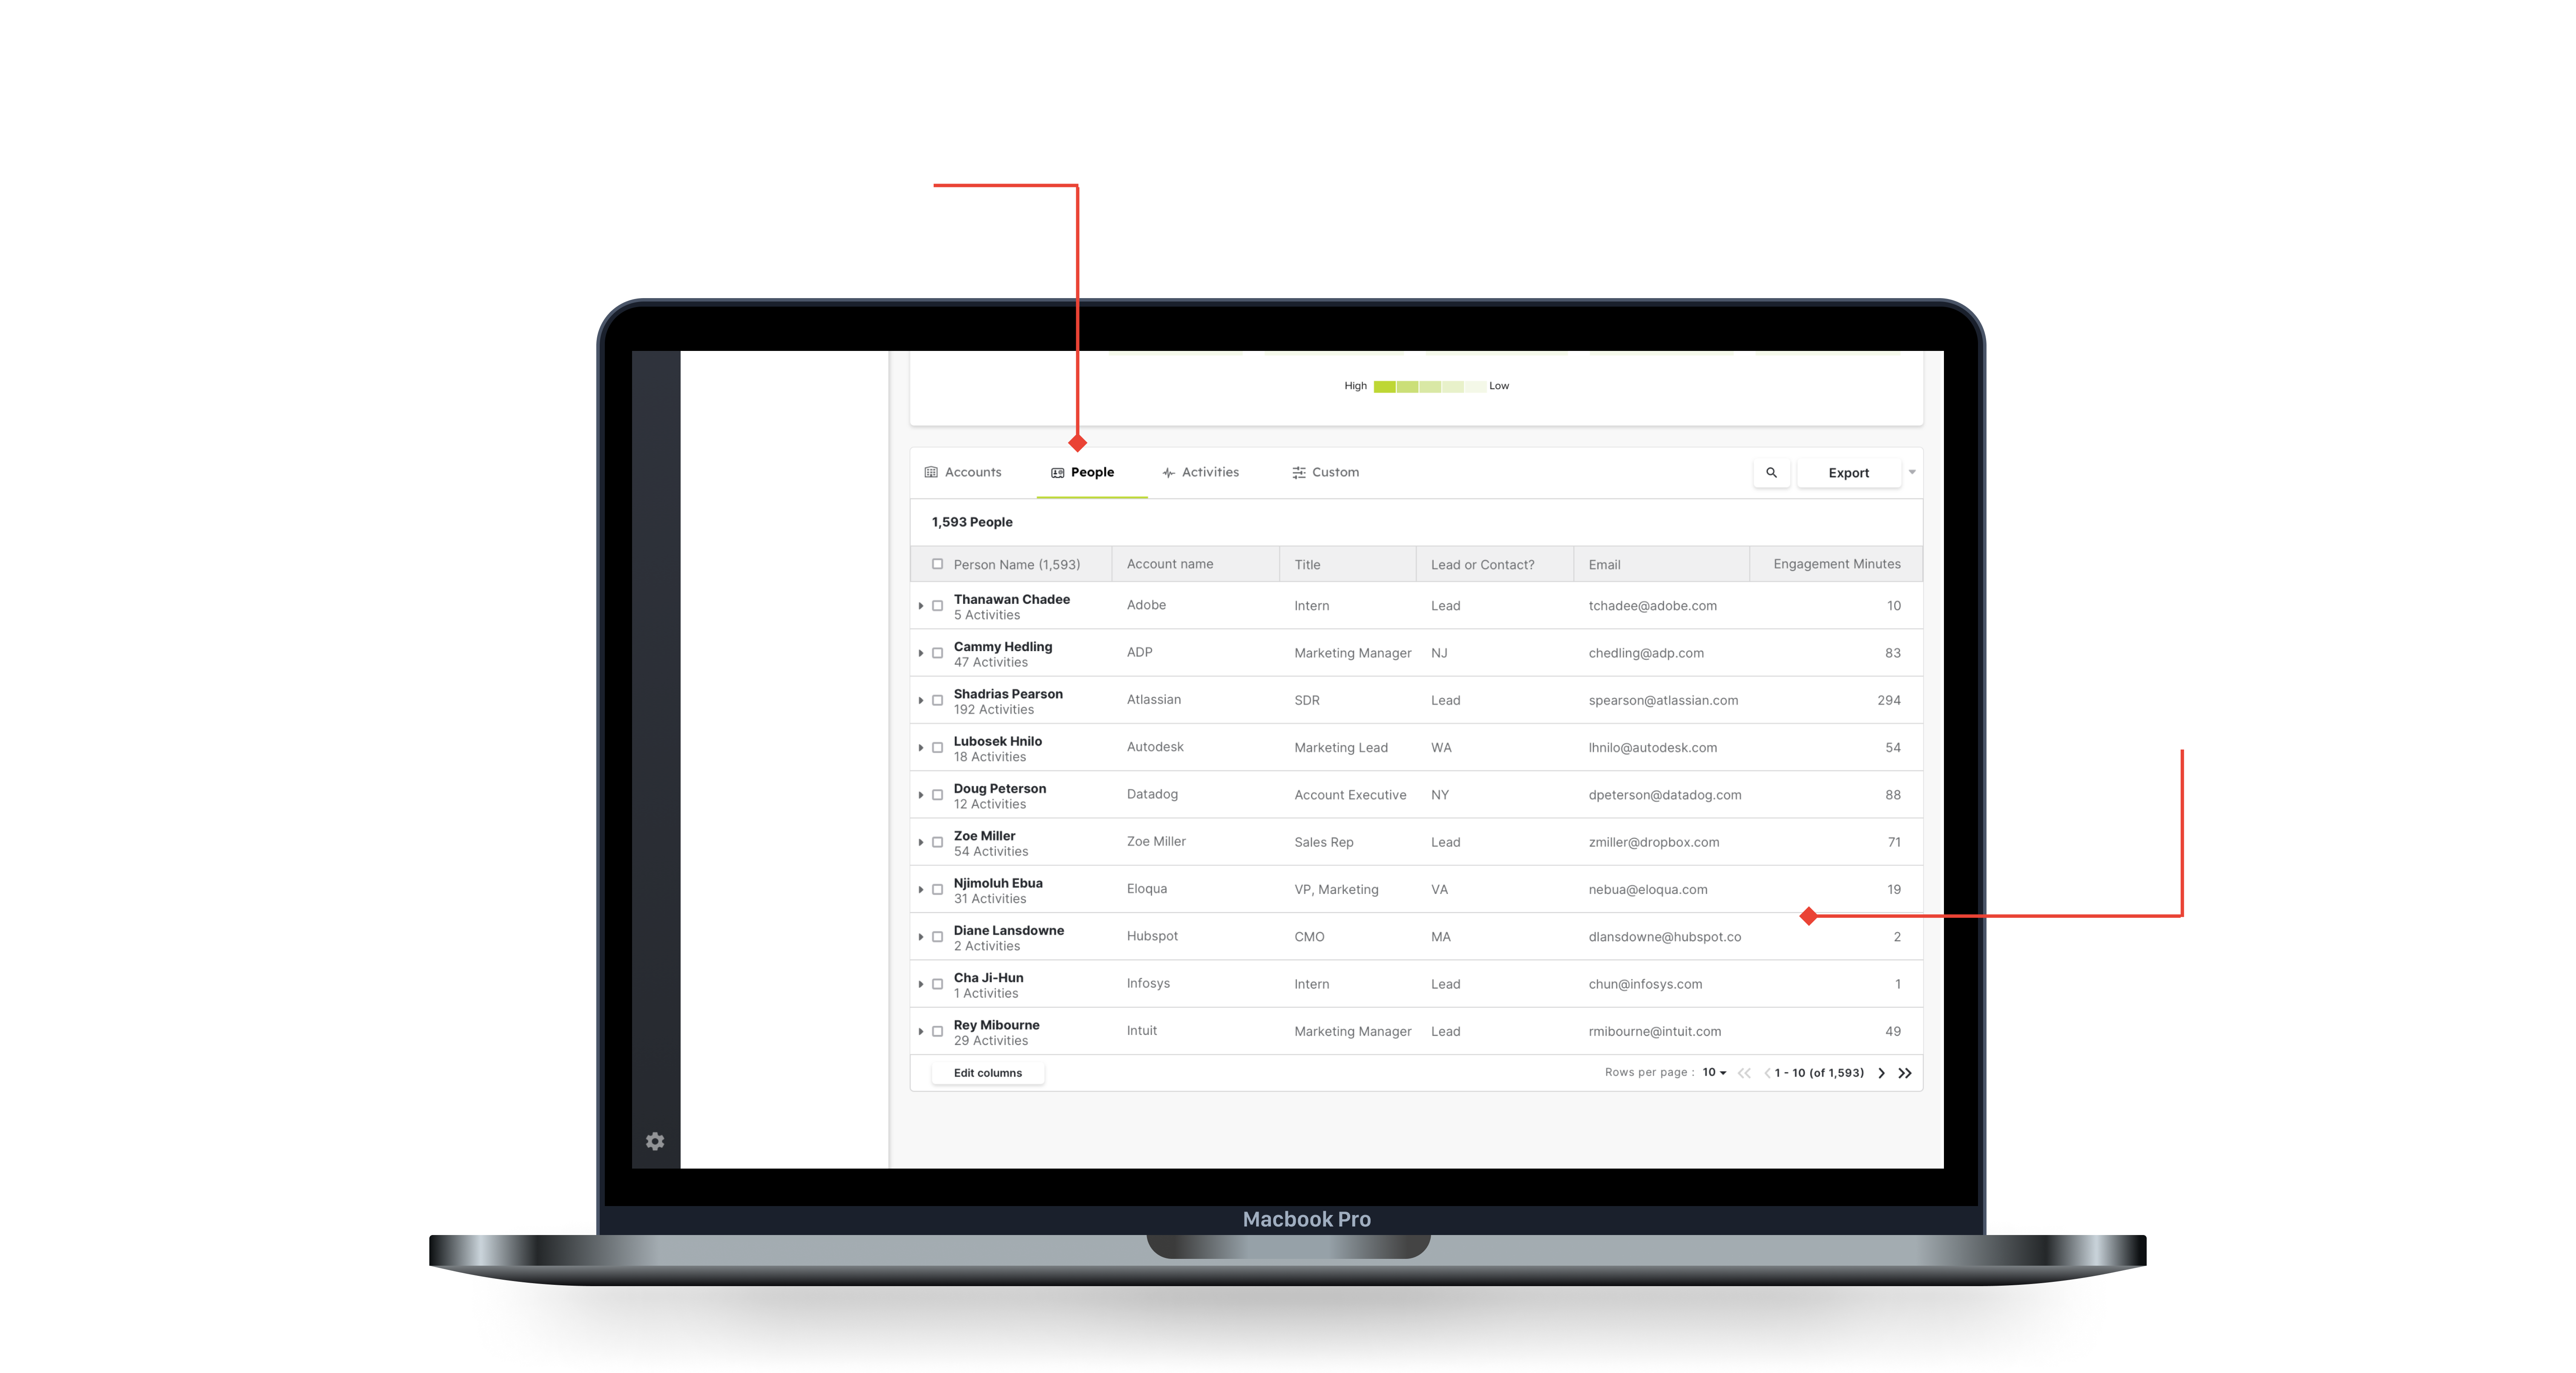 High Low
Accounts People Activities Custom Export
1,593 People
Person Name (1,593) Account name Title Lead or Contact? Email Engagement Minutes
Thanawan Chadee
5 Activities Adobe Intern Lead tchadee@adobe.com 10
Cammy Hedling
47 Activities ADP Marketing Manager NJ chedling@adp.com 83
Shadrias Pearson
192 Activities Atlassian SDR Lead spearson@atlassian.com 294
Lubosek Hnilo
18 Activities Autodesk Marketing Lead WA lhnilo@autodesk.com 54
Doug Peterson
12 Activities Datadog Account Executive NY dpeterson@datadog.com 88
Zoe Miller
54 Activities Zoe Miller Sales Rep Lead zmiller@dropbox.com 71
Njimoluh Ebua
31 Activities Eloqua VP, Marketing VA nebua@eloqua.com 19
Diane Lansdowne
2 Activities Hubspot CMO MA dlansdowne@hubspot.co 2
Cha Ji-Hun
1 Activities Infosys Intern Lead chun@infosys.com 1
Rey Mibourne
29 Activities Intuit Marketing Manager Lead rmibourne@intuit.com 49
Edit columns Rows per page : 10 1 - 10 (of 1,593)
Macbook Pro